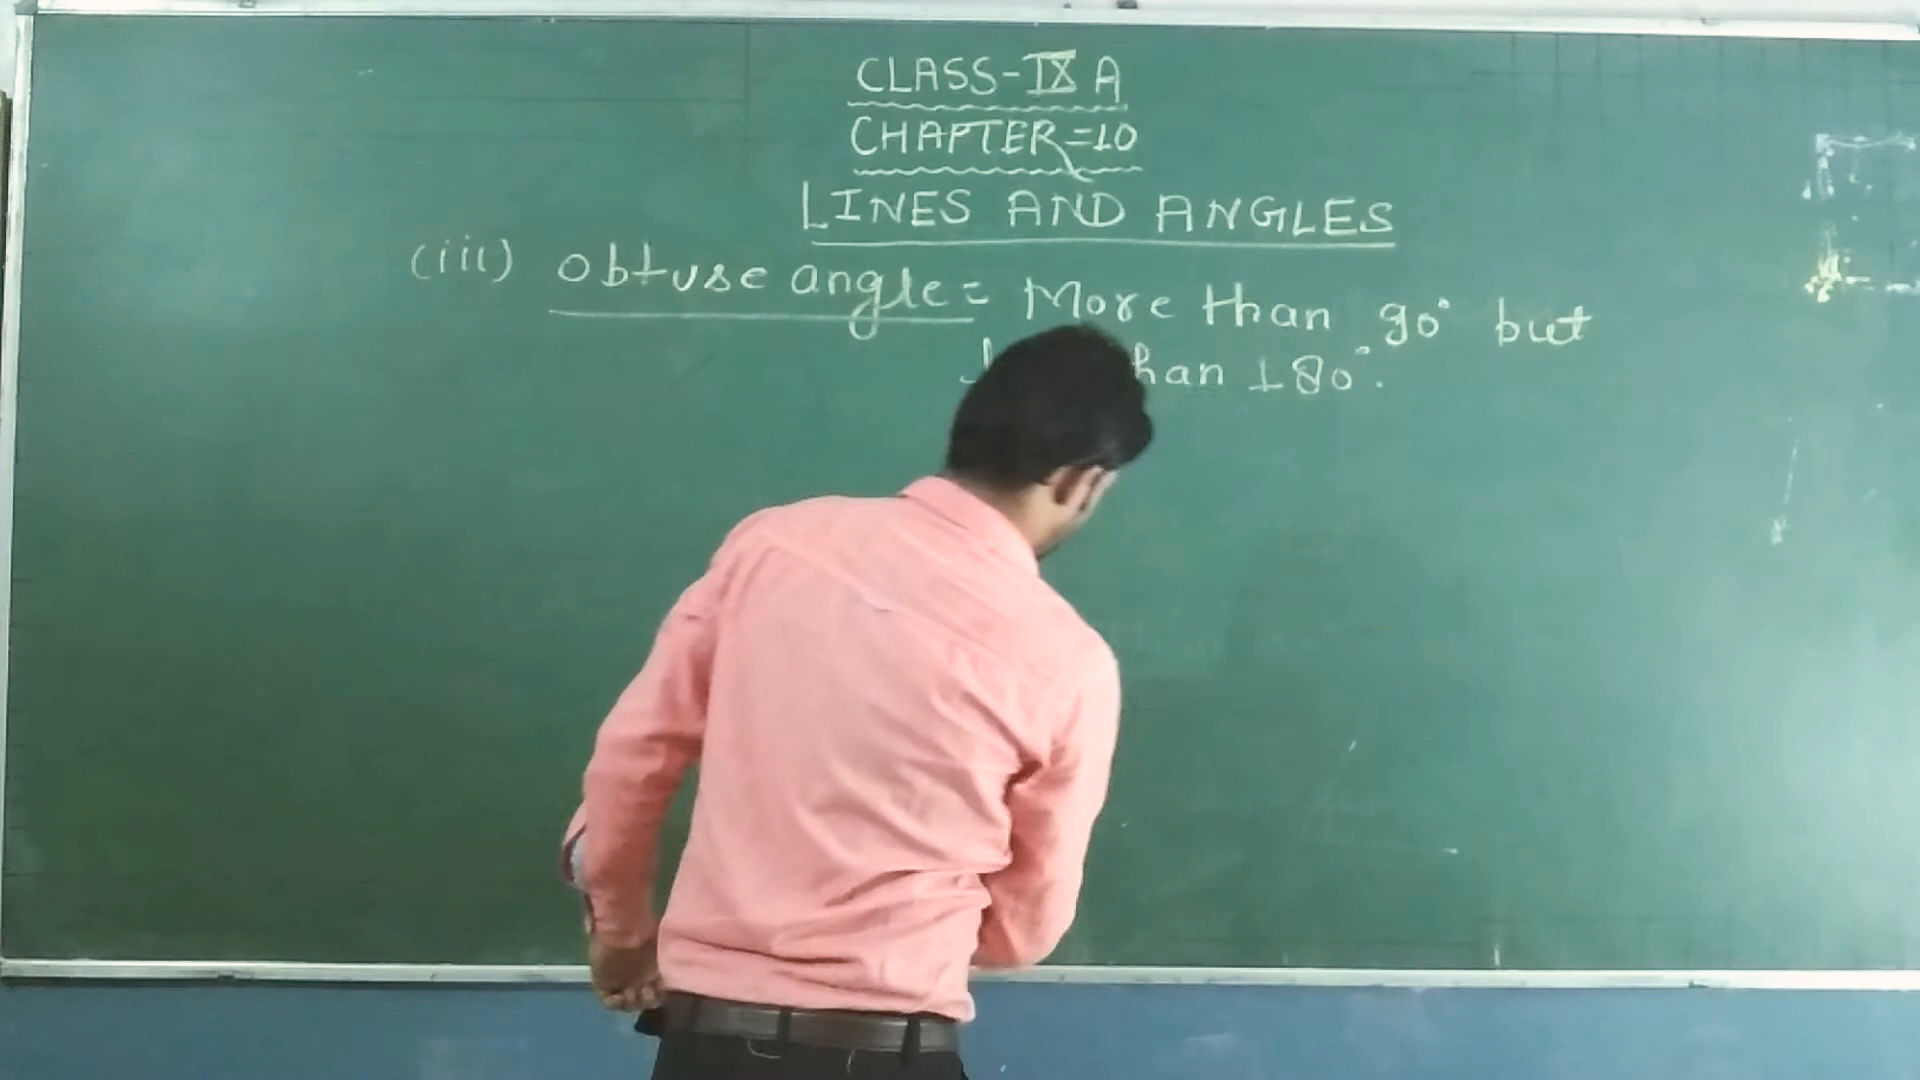 CLASS-IX A
CHAPTER=10
LINES AND ANGLES
(iii) obtuse angle= More than 90° but
han 180°.